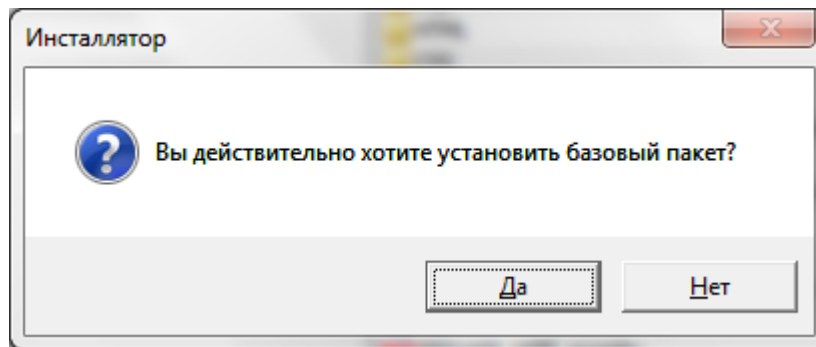 Инсталлятор
Вы действительно хотите установить базовый пакет?
Да
Нет